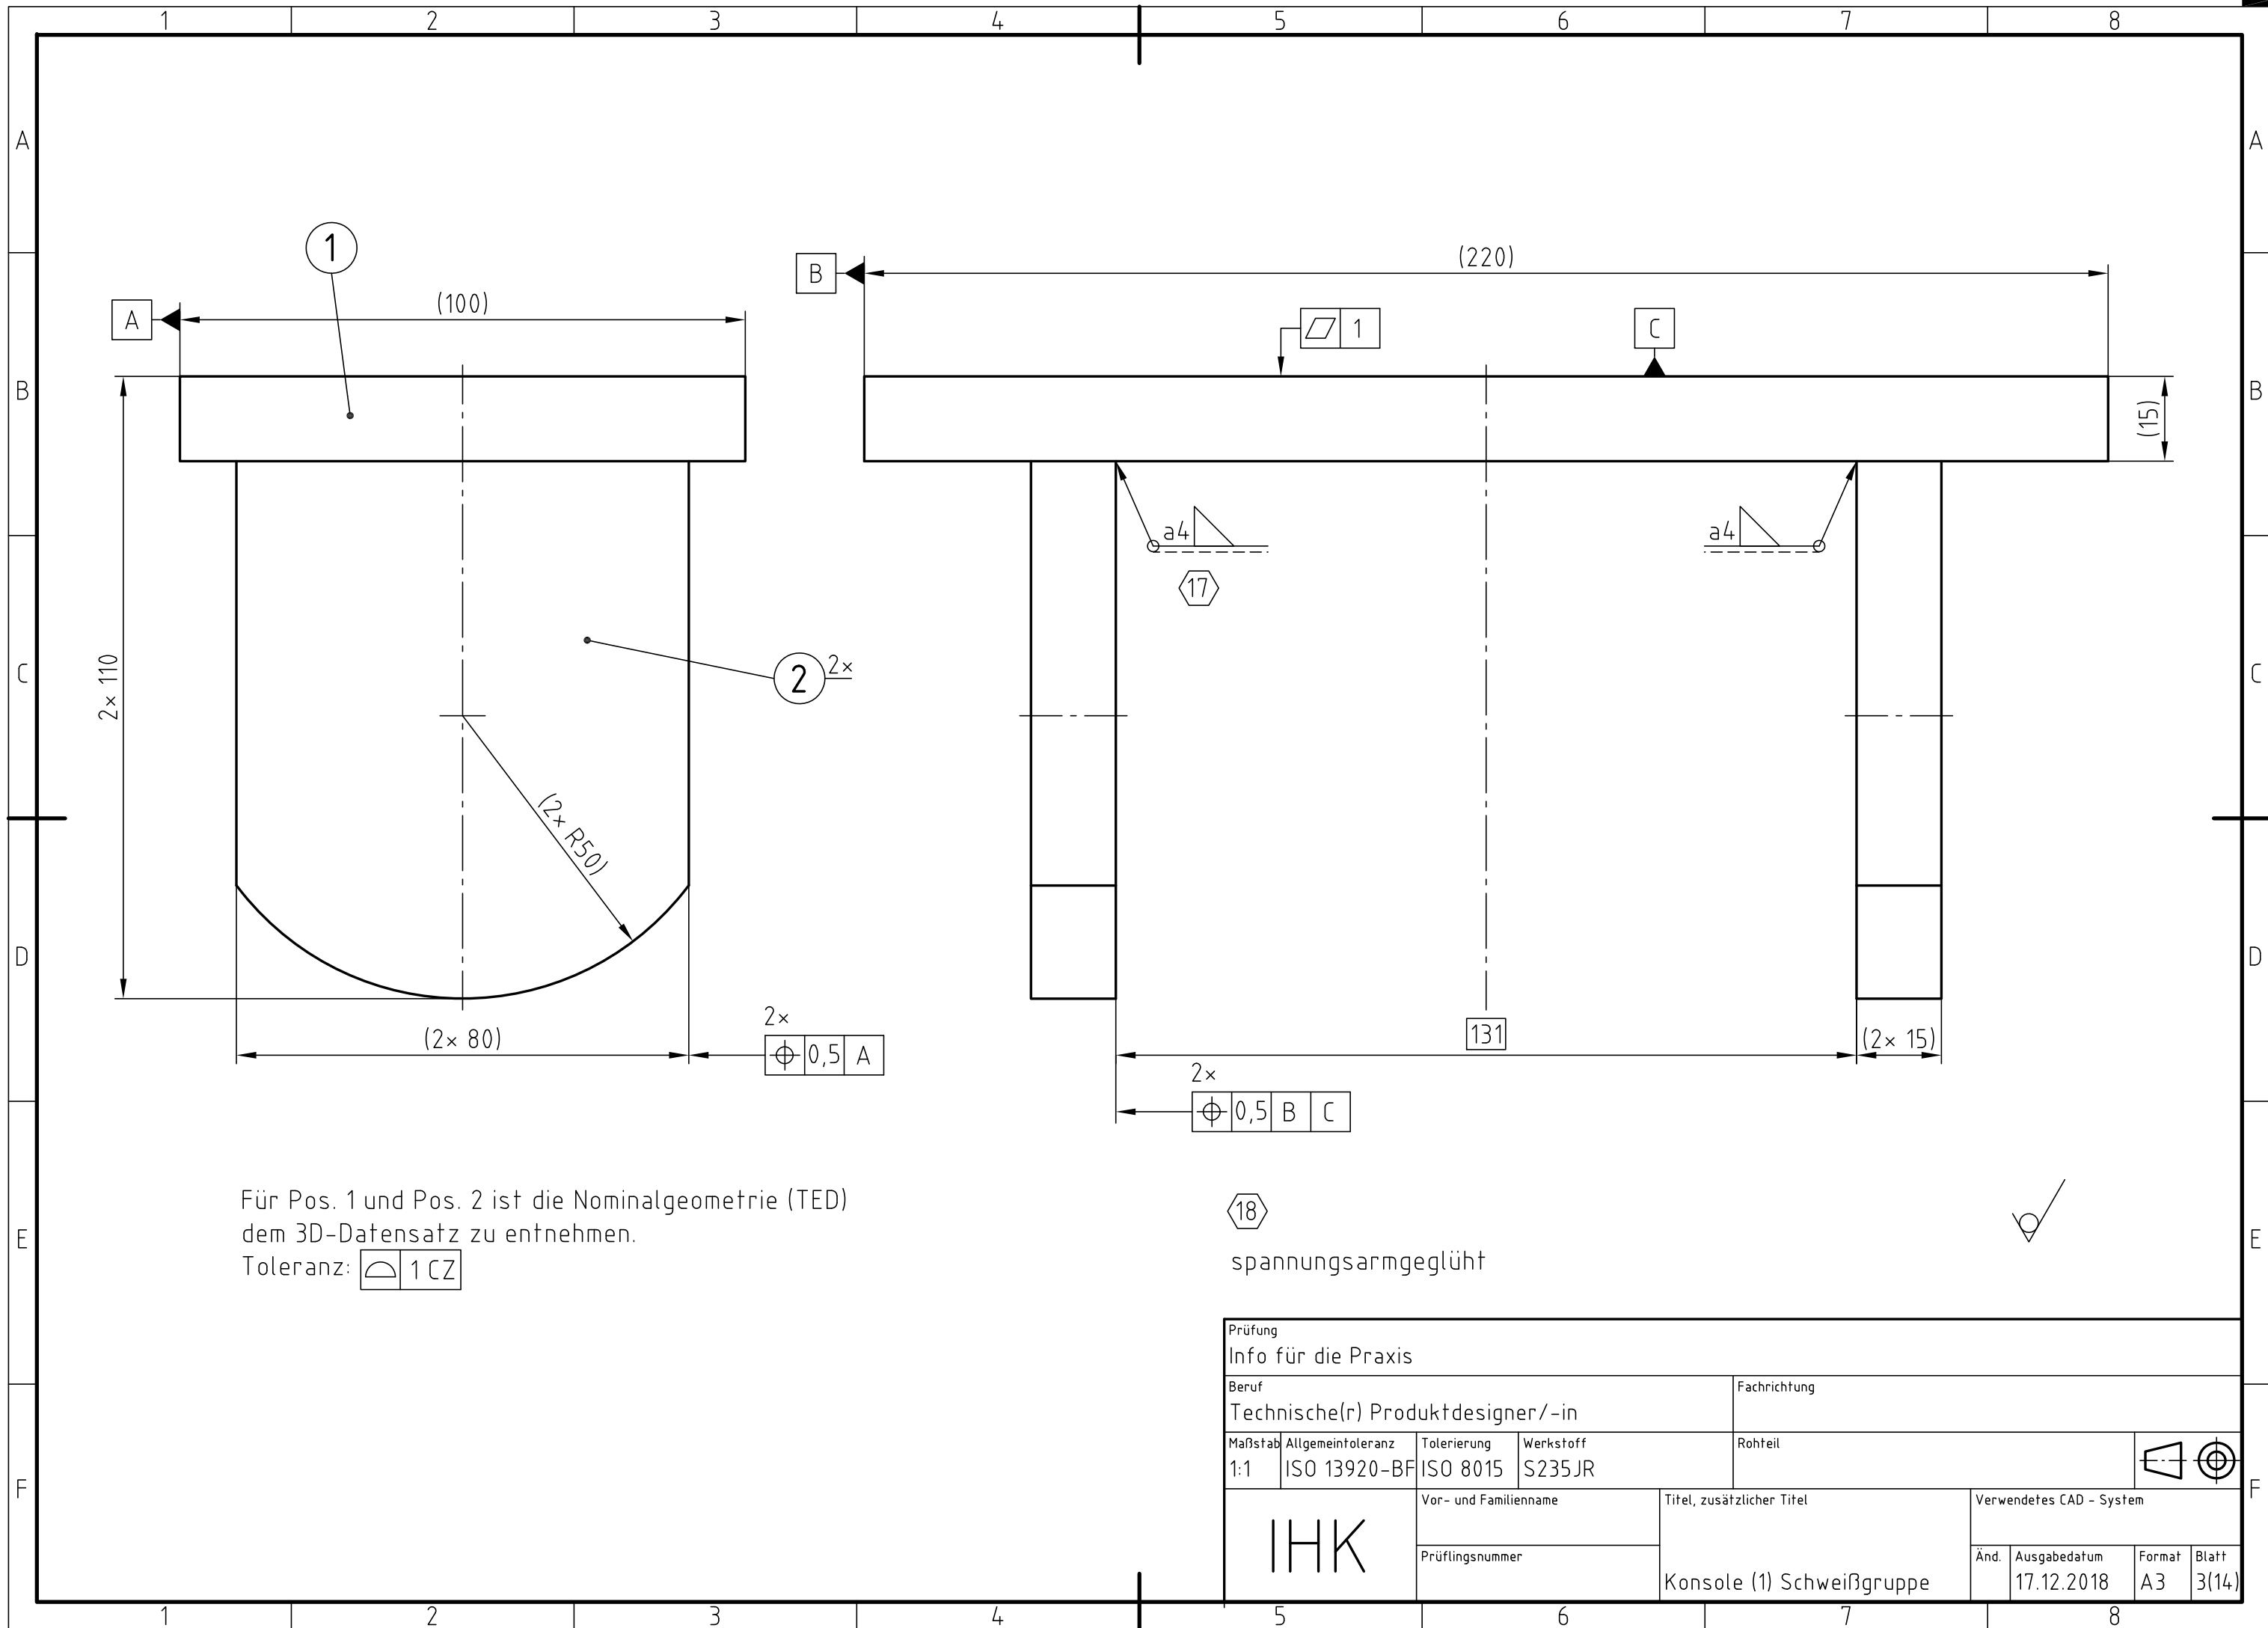 1 2 3 4 5 6 7 8
A A
1
B
(220)
A
(100)
1
C
B B
(15)
a4
a4
17
2× 110
2 2×
C C
(2× R50)
D D
2×
(2× 80)
0,5 A
131
(2× 15)
2×
0,5 B C
Für Pos. 1 und Pos. 2 ist die Nominalgeometrie (TED)
dem 3D-Datensatz zu entnehmen.
Toleranz: 1 CZ
18
spannungsarmgeglüht
E E
Prüfung
Info für die Praxis
Beruf Fachrichtung
Technische(r) Produktdesigner/-in
Maßstab Allgemeintoleranz Tolerierung Werkstoff Rohteil
1:1 ISO 13920-BF ISO 8015 S235JR
F F
IHK
Vor- und Familienname Titel, zusätzlicher Titel Verwendetes CAD - System
Prüflingsnummer Änd. Ausgabedatum Format Blatt
Konsole (1) Schweißgruppe 17.12.2018 A3 3(14)
1 2 3 4 5 6 7 8